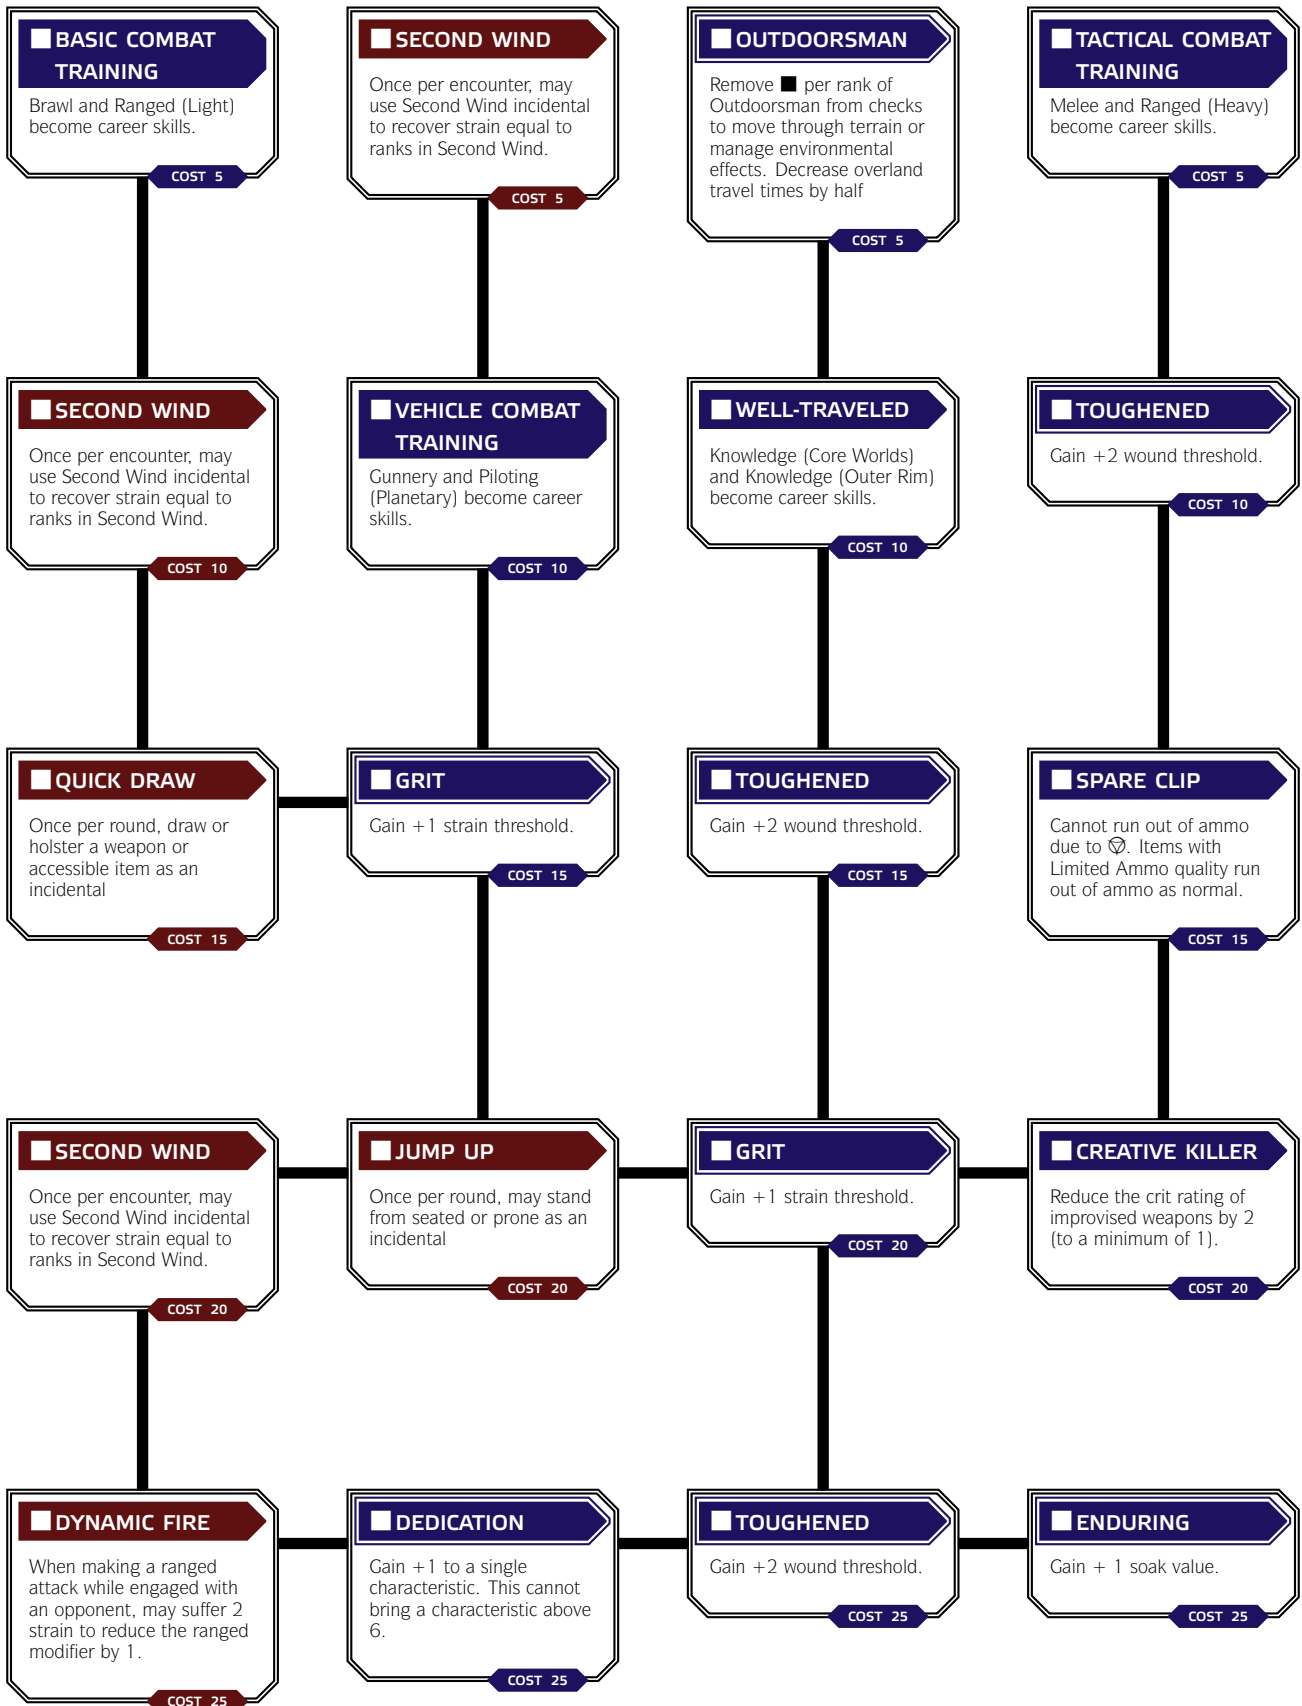 BASIC COMBAT
TRAINING
Brawl and Ranged (Light)
become career skills.
COST 5
SECOND WIND
Once per encounter, may
use Second Wind incidental
to recover strain equal to
ranks in Second Wind.
COST 5
OUTDOORSMAN
Remove ■ per rank of
Outdoorsman from checks
to move through terrain or
manage environmental
effects. Decrease overland
travel times by half
COST 5
TACTICAL COMBAT
TRAINING
Melee and Ranged (Heavy)
become career skills.
COST 5
SECOND WIND
Once per encounter, may
use Second Wind incidental
to recover strain equal to
ranks in Second Wind.
COST 10
VEHICLE COMBAT
TRAINING
Gunnery and Piloting
(Planetary) become career
skills.
COST 10
WELL-TRAVELED
Knowledge (Core Worlds)
and Knowledge (Outer Rim)
become career skills.
COST 10
TOUGHENED
Gain +2 wound threshold.
COST 10
QUICK DRAW
Once per round, draw or
holster a weapon or
accessible item as an
incidental
COST 15
GRIT
Gain +1 strain threshold.
COST 15
TOUGHENED
Gain +2 wound threshold.
COST 15
SPARE CLIP
Cannot run out of ammo
due to . Items with
Limited Ammo quality run
out of ammo as normal.
COST 15
SECOND WIND
Once per encounter, may
use Second Wind incidental
to recover strain equal to
ranks in Second Wind.
COST 20
JUMP UP
Once per round, may stand
from seated or prone as an
incidental
COST 20
GRIT
Gain +1 strain threshold.
COST 20
CREATIVE KILLER
Reduce the crit rating of
improvised weapons by 2
(to a minimum of 1).
COST 20
DYNAMIC FIRE
When making a ranged
attack while engaged with
an opponent, may suffer 2
strain to reduce the ranged
modifier by 1.
COST 25
DEDICATION
Gain +1 to a single
characteristic. This cannot
bring a characteristic above
6.
COST 25
TOUGHENED
Gain +2 wound threshold.
COST 25
ENDURING
Gain + 1 soak value.
COST 25